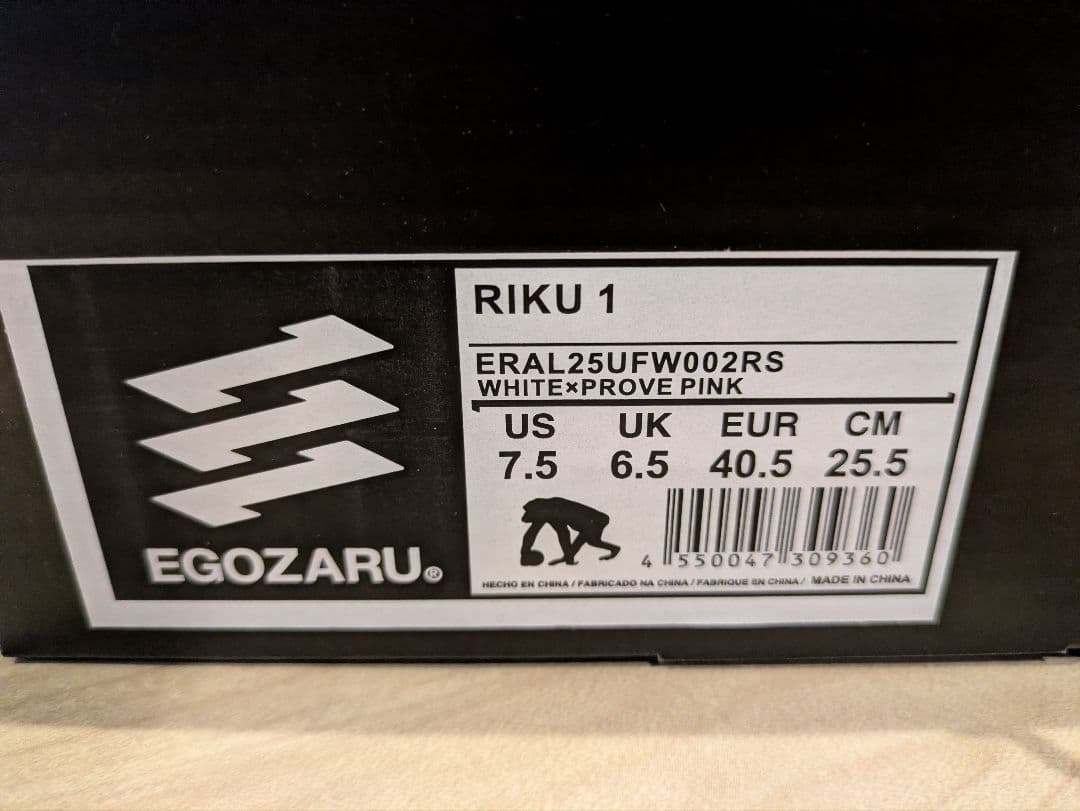 RIKU 1
ERAL25UFW002RS
WHITE×PROVE PINK
US UK EUR CM
7.5 6.5 40.5 25.5
EGOZARU®
4 550047 309360
HECHO EN CHINA / FABRICADO NA CHINA / FABRIQUE EN CHINA / MADE IN CHINA